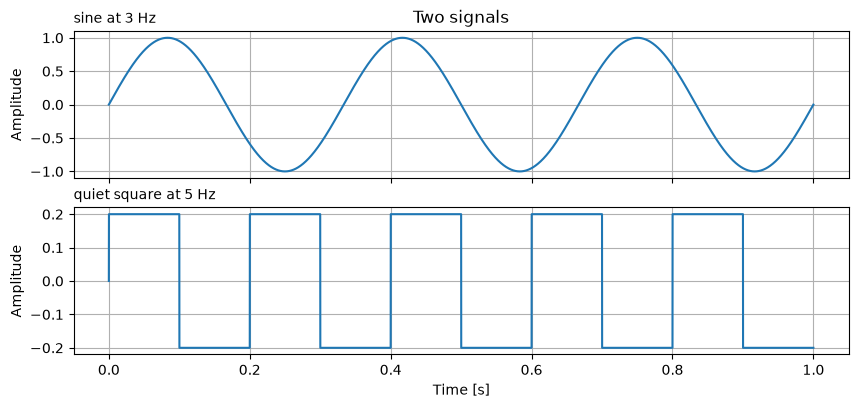 Two signals
sine at 3 Hz
Amplitude
1.0
0.5
0.0
−0.5
−1.0
quiet square at 5 Hz
Amplitude
0.2
0.1
0.0
−0.1
−0.2
0.0 0.2 0.4 0.6 0.8 1.0
Time [s]